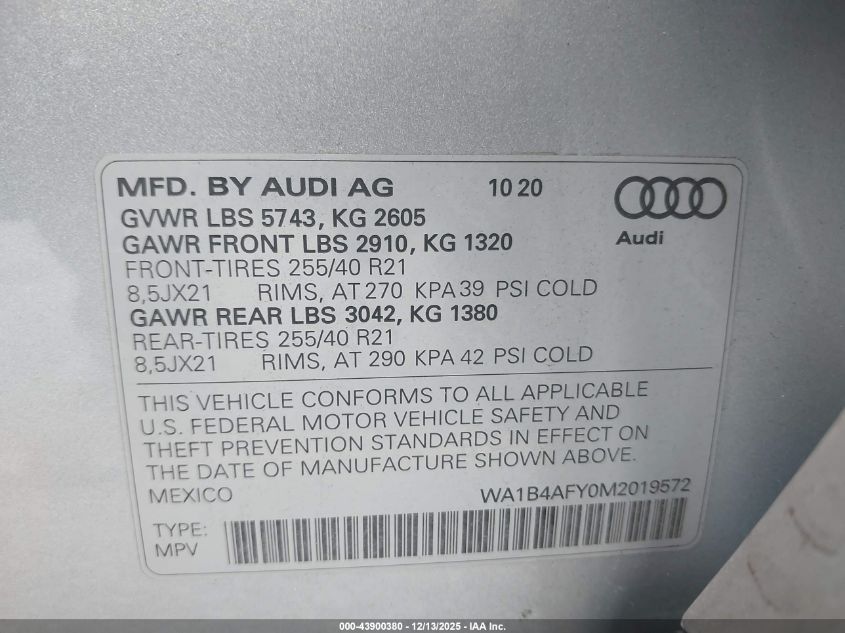 MFD. BY AUDI AG 10 20
GVWR LBS 5743, KG 2605
GAWR FRONT LBS 2910, KG 1320
Audi
FRONT-TIRES 255/40 R21
8,5JX21 RIMS, AT 270 KPA 39 PSI COLD
GAWR REAR LBS 3042, KG 1380
REAR-TIRES 255/40 R21
8,5JX21 RIMS, AT 290 KPA 42 PSI COLD
THIS VEHICLE CONFORMS TO ALL APPLICABLE
U.S. FEDERAL MOTOR VEHICLE SAFETY AND
THEFT PREVENTION STANDARDS IN EFFECT ON
THE DATE OF MANUFACTURE SHOWN ABOVE.
MEXICO WA1B4AFY0M2019572
TYPE:
MPV
000-43900380 - 12/13/2025 - IAA Inc.